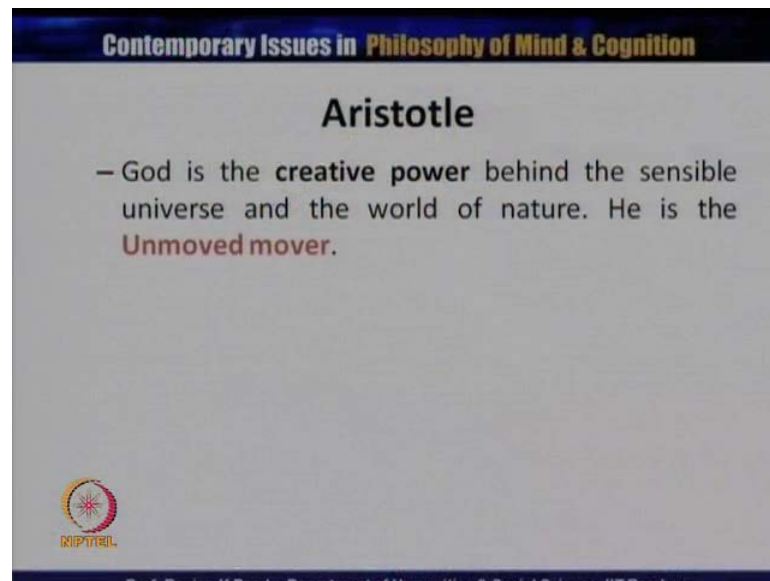 Contemporary Issues in Philosophy of Mind & Cognition
Aristotle
– God is the creative power behind the sensible
universe and the world of nature. He is the
Unmoved mover.
NPTEL